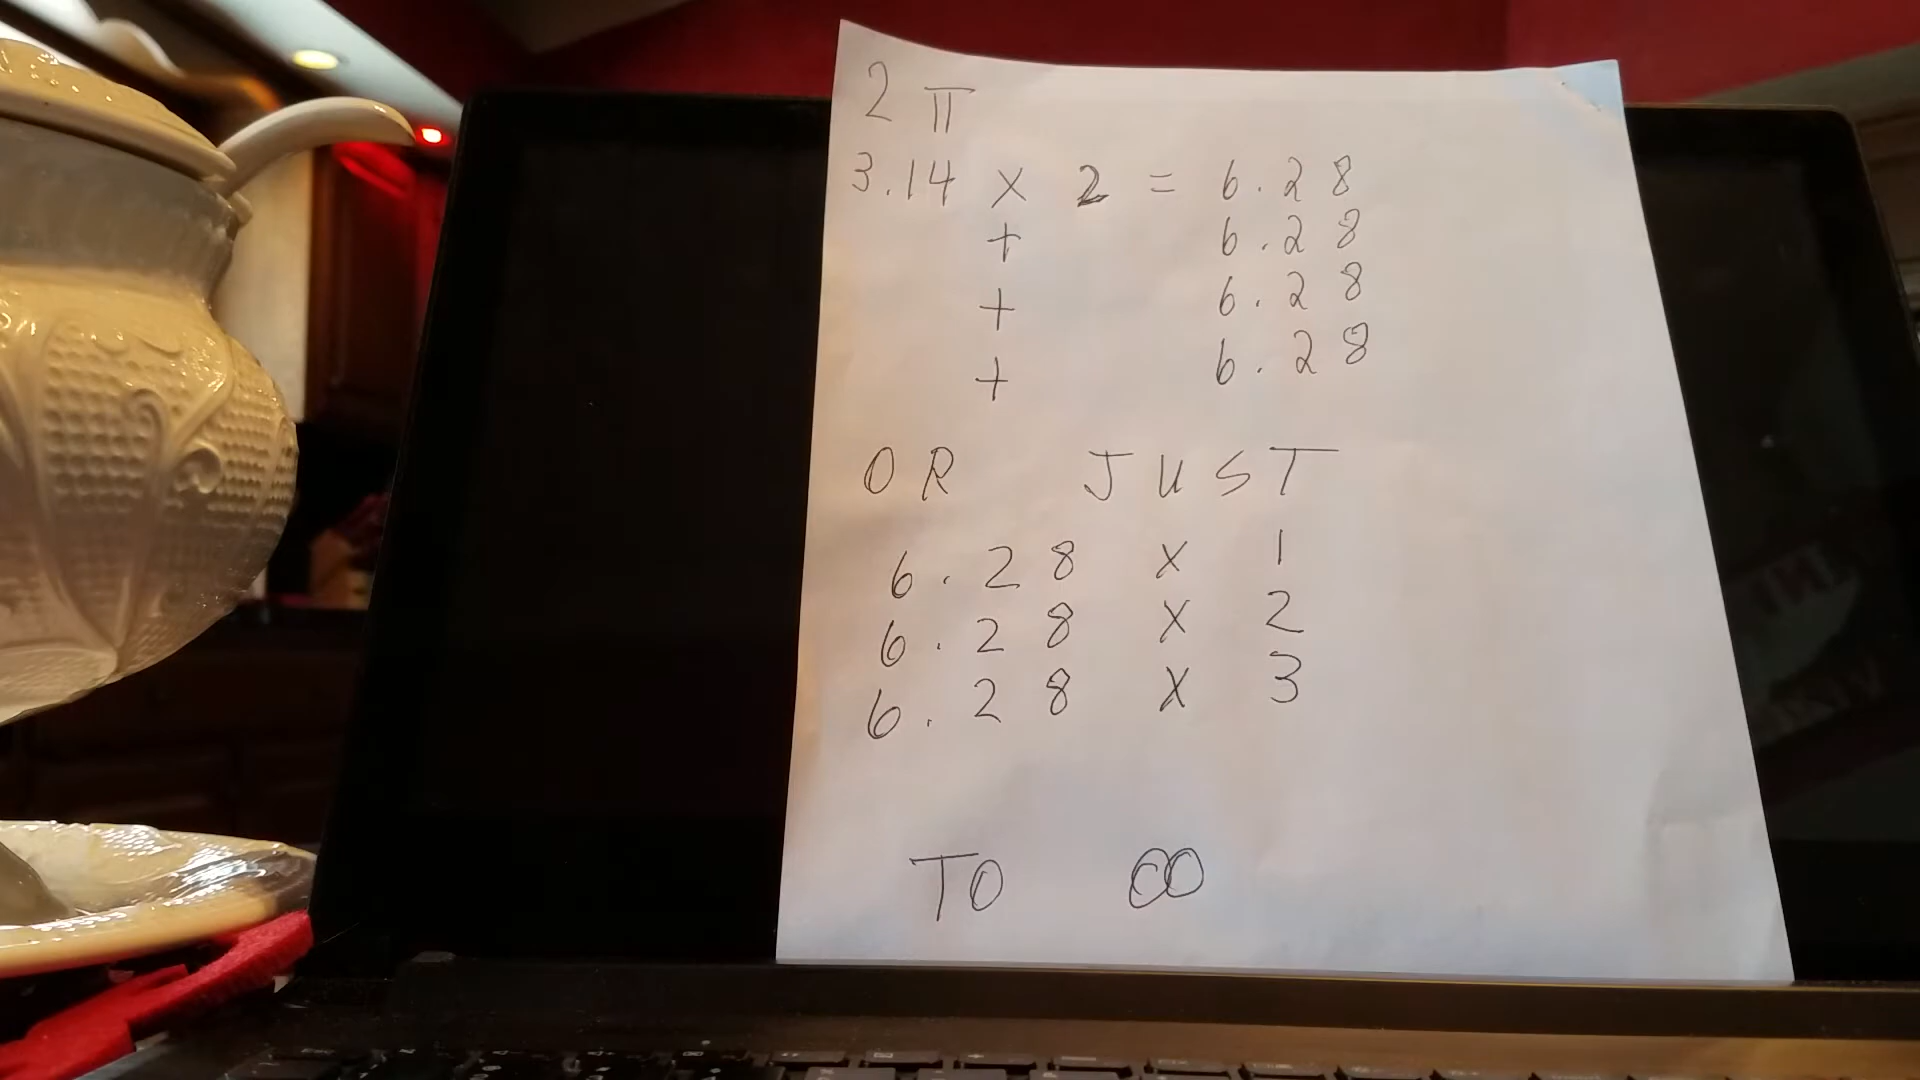 2 π
3.14 x 2 = 6.28
+ 6.28
+ 6.28
+ 6.28
OR JUST
6.28 x 1
6.28 x 2
6.28 x 3
TO ∞